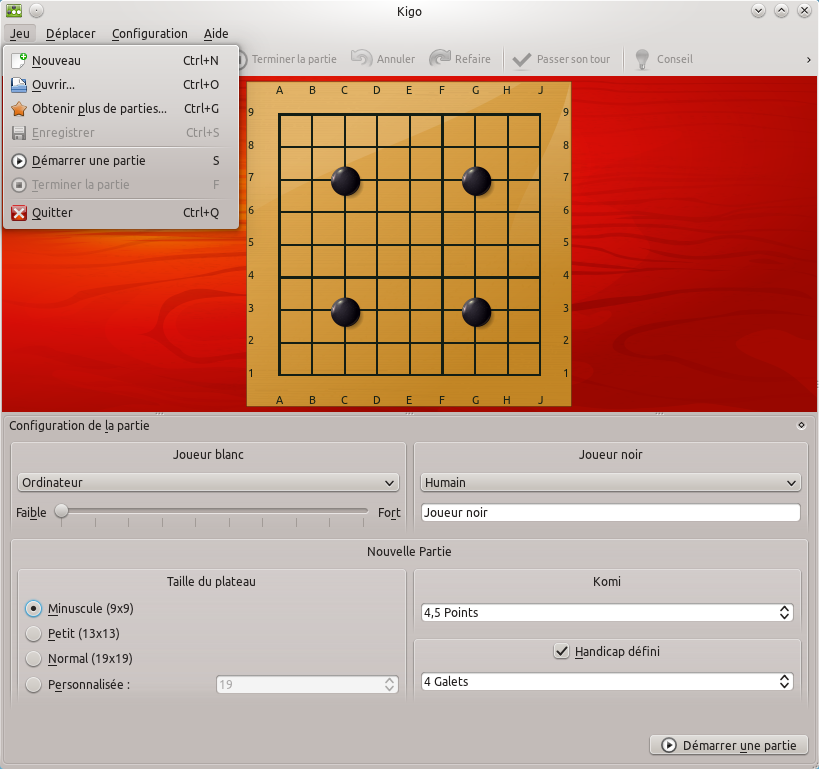 Kigo
Jeu Déplacer Configuration Aide
Nouveau Ctrl+N
Ouvrir... Ctrl+O
Obtenir plus de parties... Ctrl+G
Enregistrer Ctrl+S
Démarrer une partie S
Terminer la partie F
Quitter Ctrl+Q
Terminer la partie Annuler Refaire Passer son tour Conseil
A B C D E F G H J
9 9
8 8
7 7
6 6
5 5
4 4
3 3
2 2
1 1
A B C D E F G H J
Configuration de la partie
Joueur blanc
Ordinateur
Faible Fort
Joueur noir
Humain
Joueur noir
Nouvelle Partie
Taille du plateau
Minuscule (9x9)
Petit (13x13)
Normal (19x19)
Personnalisée : 19
Komi
4,5 Points
Handicap défini
4 Galets
Démarrer une partie